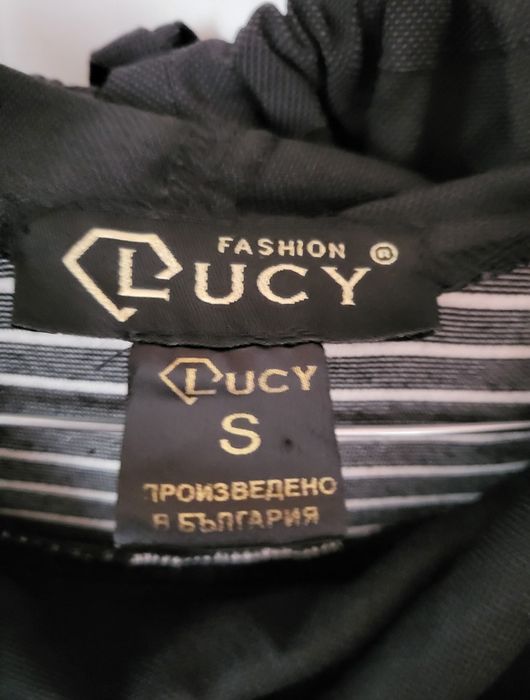 FASHION
LUCY ®
LUCY
S
ПРОИЗВЕДЕНО
В БЪЛГАРИЯ